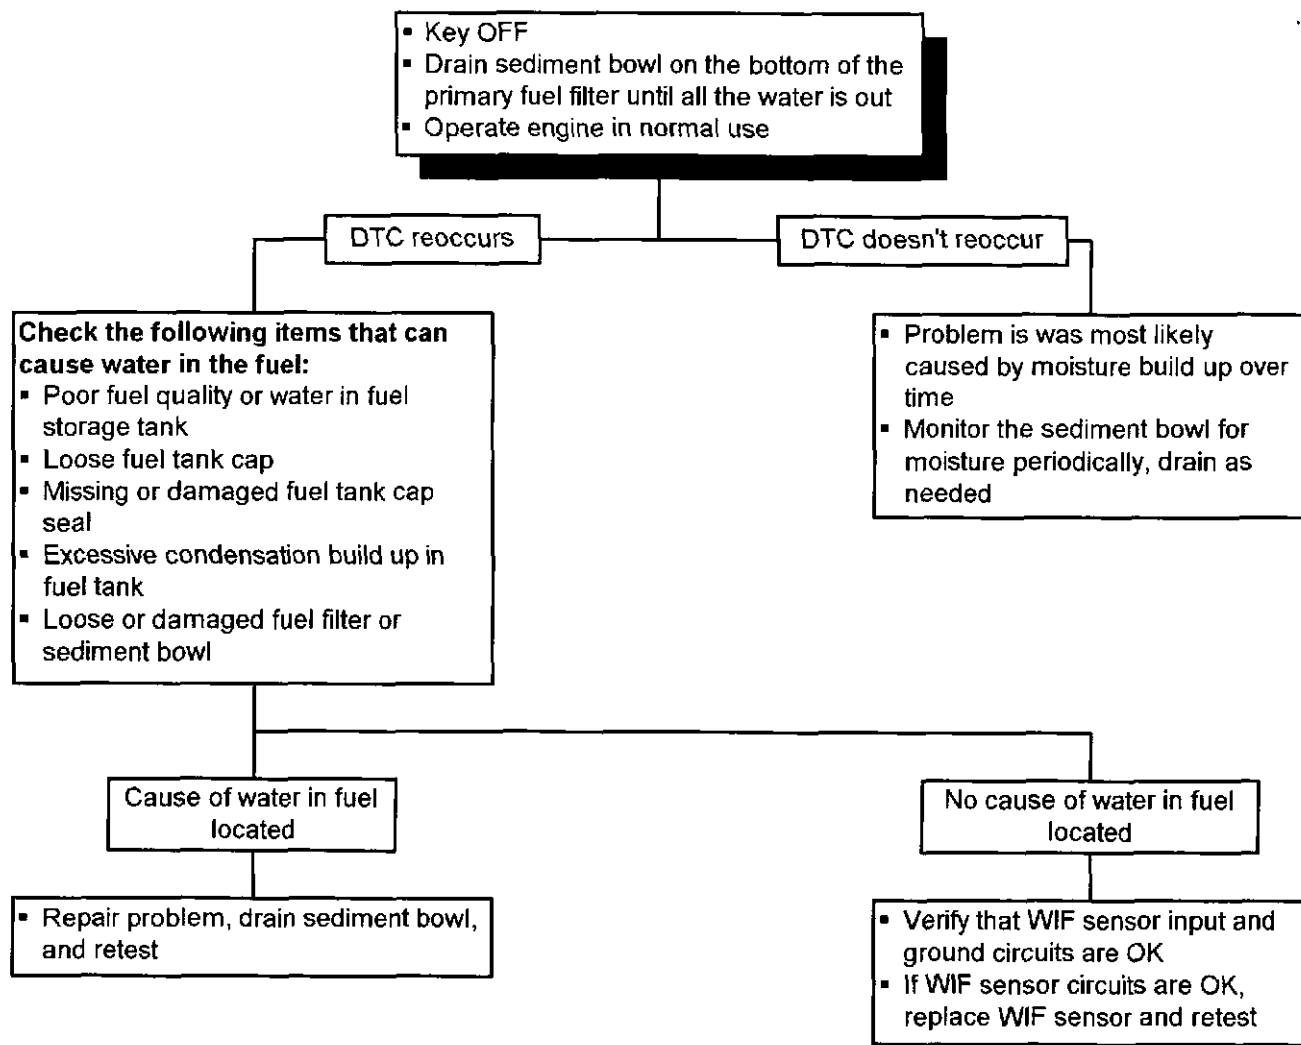 ▪ Key OFF
▪ Drain sediment bowl on the bottom of the
primary fuel filter until all the water is out
▪ Operate engine in normal use
DTC reoccurs
DTC doesn't reoccur
Check the following items that can
cause water in the fuel:
▪ Poor fuel quality or water in fuel
storage tank
▪ Loose fuel tank cap
▪ Missing or damaged fuel tank cap
seal
▪ Excessive condensation build up in
fuel tank
▪ Loose or damaged fuel filter or
sediment bowl
▪ Problem is was most likely
caused by moisture build up over
time
▪ Monitor the sediment bowl for
moisture periodically, drain as
needed
Cause of water in fuel
located
No cause of water in fuel
located
▪ Repair problem, drain sediment bowl,
and retest
▪ Verify that WIF sensor input and
ground circuits are OK
▪ If WIF sensor circuits are OK,
replace WIF sensor and retest